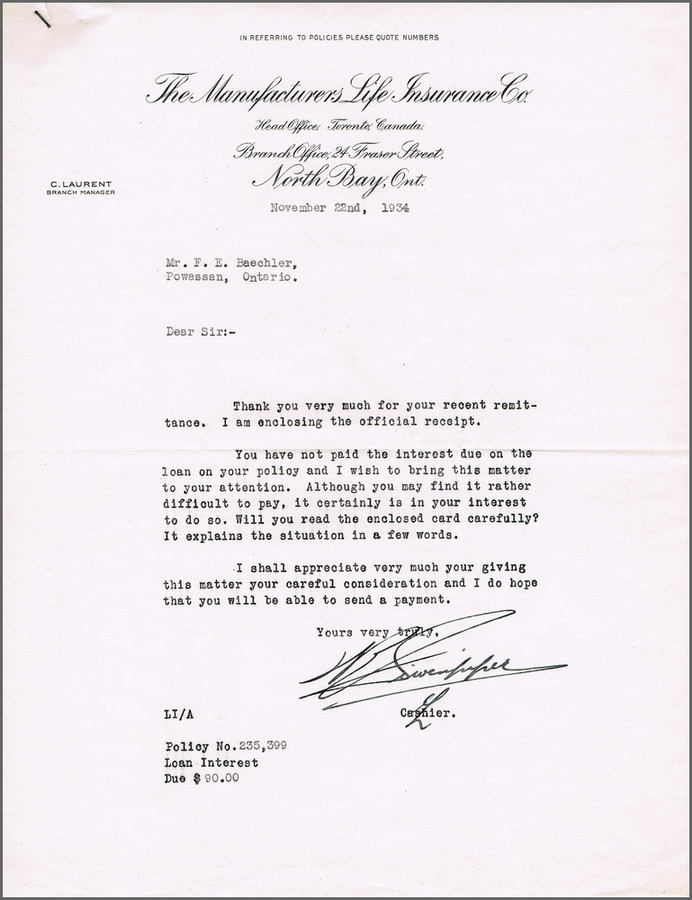 IN REFERRING TO POLICIES PLEASE QUOTE NUMBERS
The Manufacturers Life Insurance Co.
Head Office, Toronto, Canada.
Branch Office, 24 Fraser Street,
North Bay, Ont.
C. LAURENT
BRANCH MANAGER
November 22nd, 1934
Mr. F. E. Baechler,
Powassan, Ontario.
Dear Sir:-
Thank you very much for your recent remit-
tance. I am enclosing the official receipt.
You have not paid the interest due on the
loan on your policy and I wish to bring this matter
to your attention. Although you may find it rather
difficult to pay, it certainly is in your interest
to do so. Will you read the enclosed card carefully?
It explains the situation in a few words.
I shall appreciate very much your giving
this matter your careful consideration and I do hope
that you will be able to send a payment.
Yours very truly,
Cashier.
LI/A
Policy No. 235,399
Loan Interest
Due $ 90.00